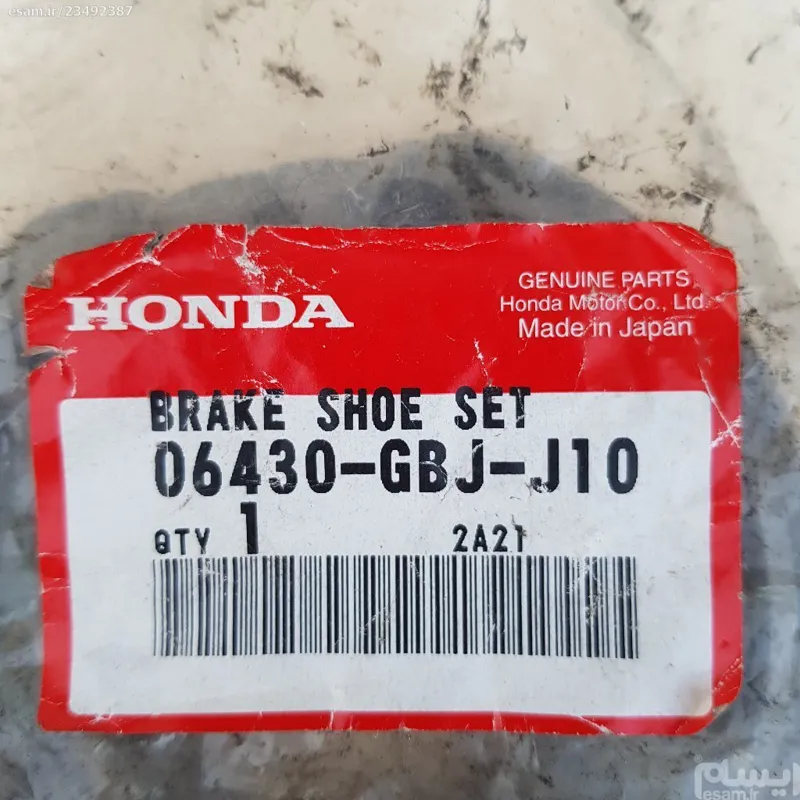 esam.ir/23492387
HONDA
GENUINE PARTS
Honda Motor Co., Ltd.
Made in Japan
BRAKE SHOE SET
06430-GBJ-J10
QTY 1 2A21
ایسام
esam.ir